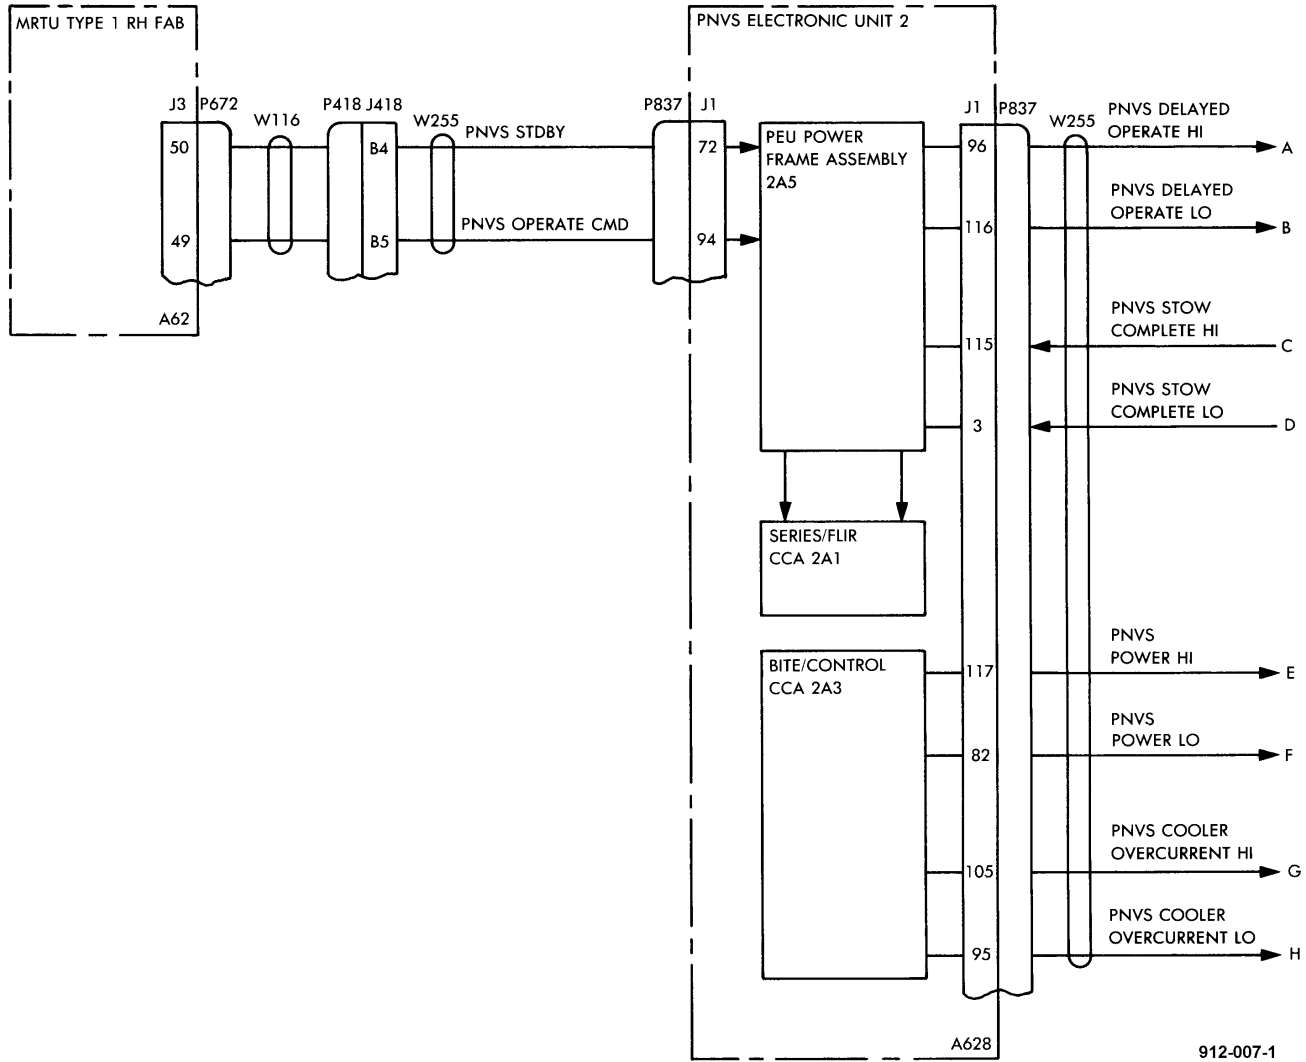 MRTU TYPE 1 RH FAB
PNVS ELECTRONIC UNIT 2
J3 P672
W116
P418 J418
W255
P837 J1
J1 P837
W255
PNVS DELAYED
OPERATE HI
50
B4
PNVS STDBY
72
PEU POWER
FRAME ASSEMBLY
2A5
96
A
PNVS DELAYED
OPERATE LO
49
B5
PNVS OPERATE CMD
94
116
B
A62
PNVS STOW
COMPLETE HI
115
C
PNVS STOW
COMPLETE LO
3
D
SERIES/FLIR
CCA 2A1
BITE/CONTROL
CCA 2A3
PNVS
POWER HI
117
E
PNVS
POWER LO
82
F
PNVS COOLER
OVERCURRENT HI
105
G
PNVS COOLER
OVERCURRENT LO
95
H
A628
912-007-1